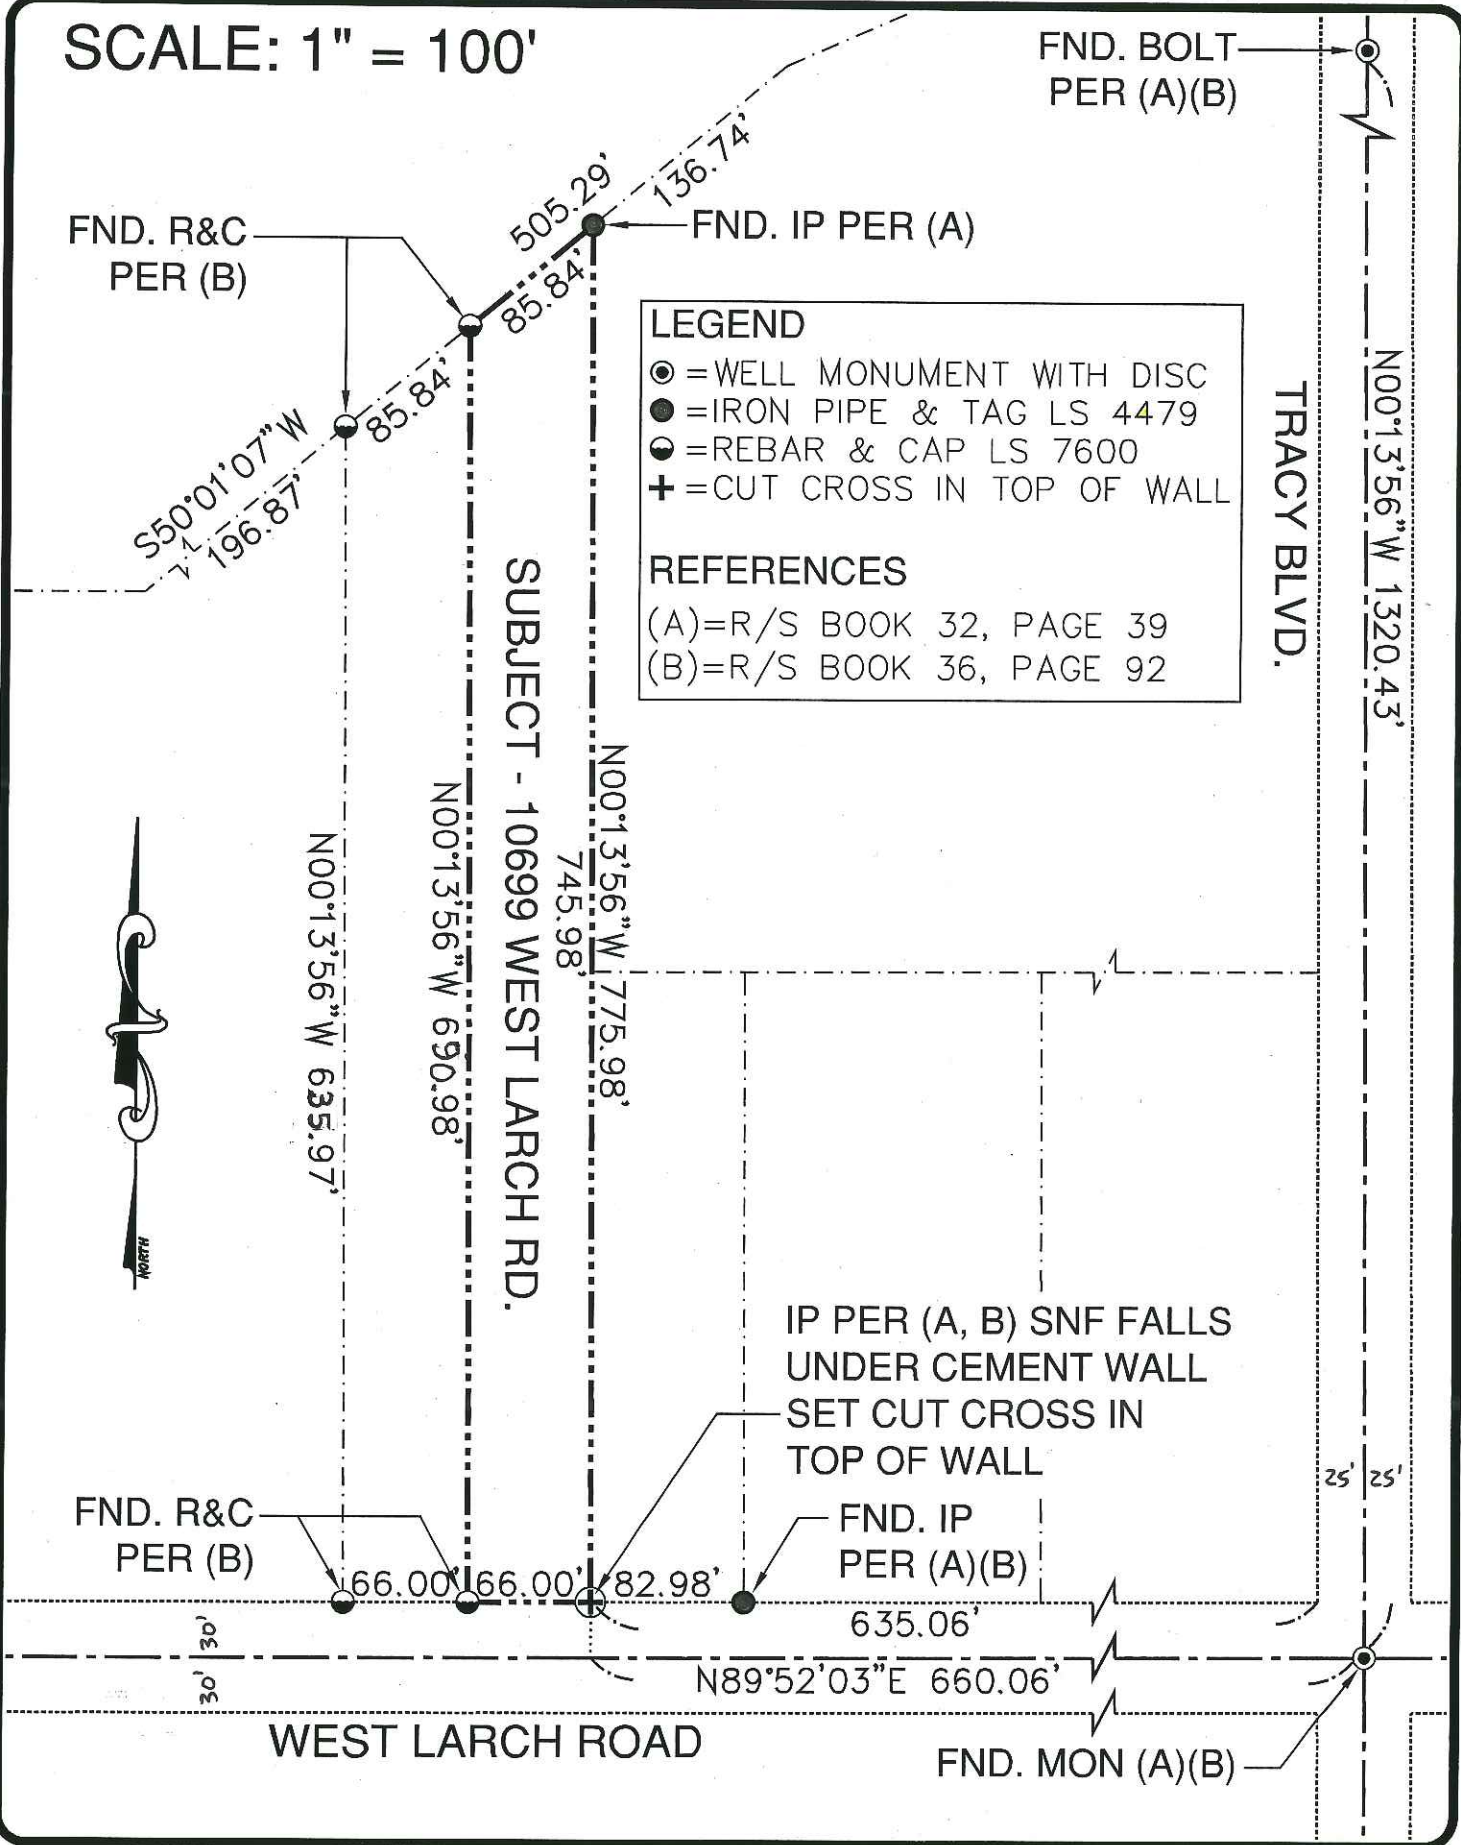 SCALE: 1" = 100'
FND. BOLT
PER (A)(B)
505.29'
136.74'
FND. R&C
PER (B)
FND. IP PER (A)
85.84'
85.84'
S50°01'07"W
196.87'
LEGEND
=WELL MONUMENT WITH DISC
=IRON PIPE & TAG LS 4479
=REBAR & CAP LS 7600
=CUT CROSS IN TOP OF WALL
REFERENCES
(A)=R/S BOOK 32, PAGE 39
(B)=R/S BOOK 36, PAGE 92
TRACY BLVD.
N00°13'56"W 1320.43'
N00°13'56"W 635.97'
N00°13'56"W 690.98'
SUBJECT - 10699 WEST LARCH RD.
745.98'
N00°13'56"W 775.98'
NORTH
IP PER (A, B) SNF FALLS
UNDER CEMENT WALL
SET CUT CROSS IN
TOP OF WALL
25' 25'
FND. R&C
PER (B)
FND. IP
PER (A)(B)
66.00' 66.00' 82.98'
635.06'
30'
30'
N89°52'03"E 660.06'
WEST LARCH ROAD
FND. MON (A)(B)